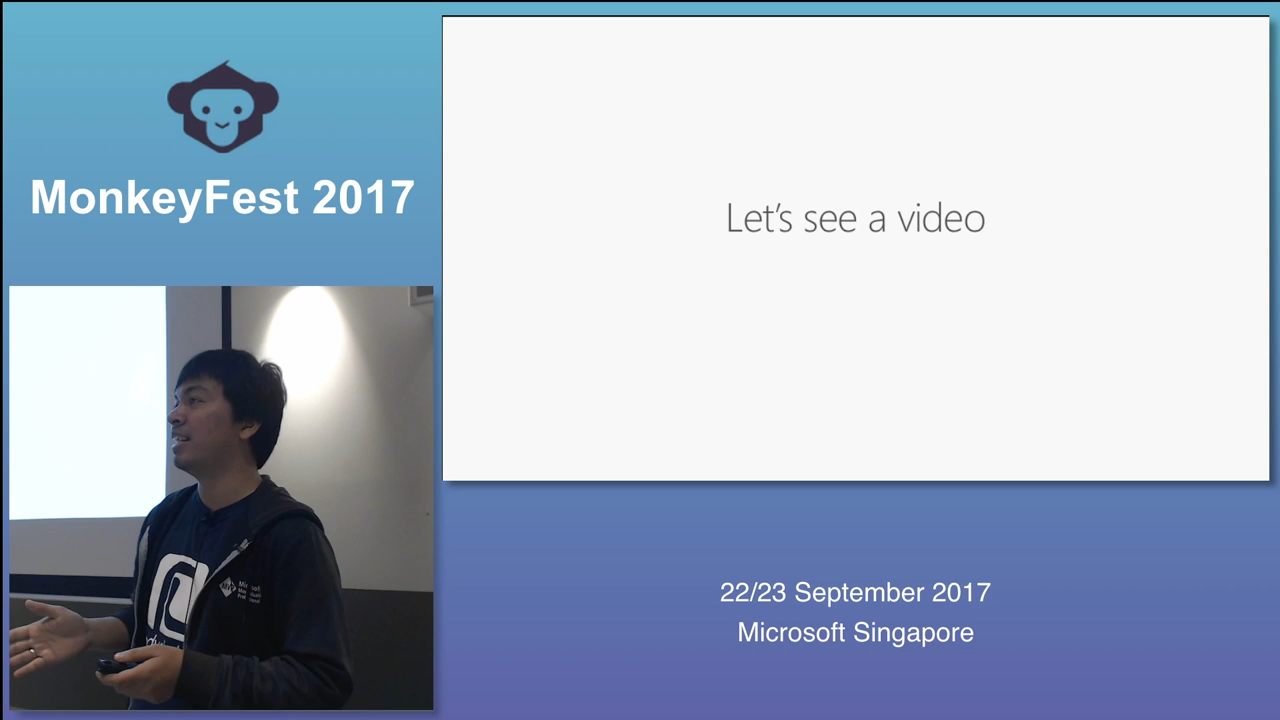 MonkeyFest 2017
Let's see a video
22/23 September 2017
Microsoft Singapore